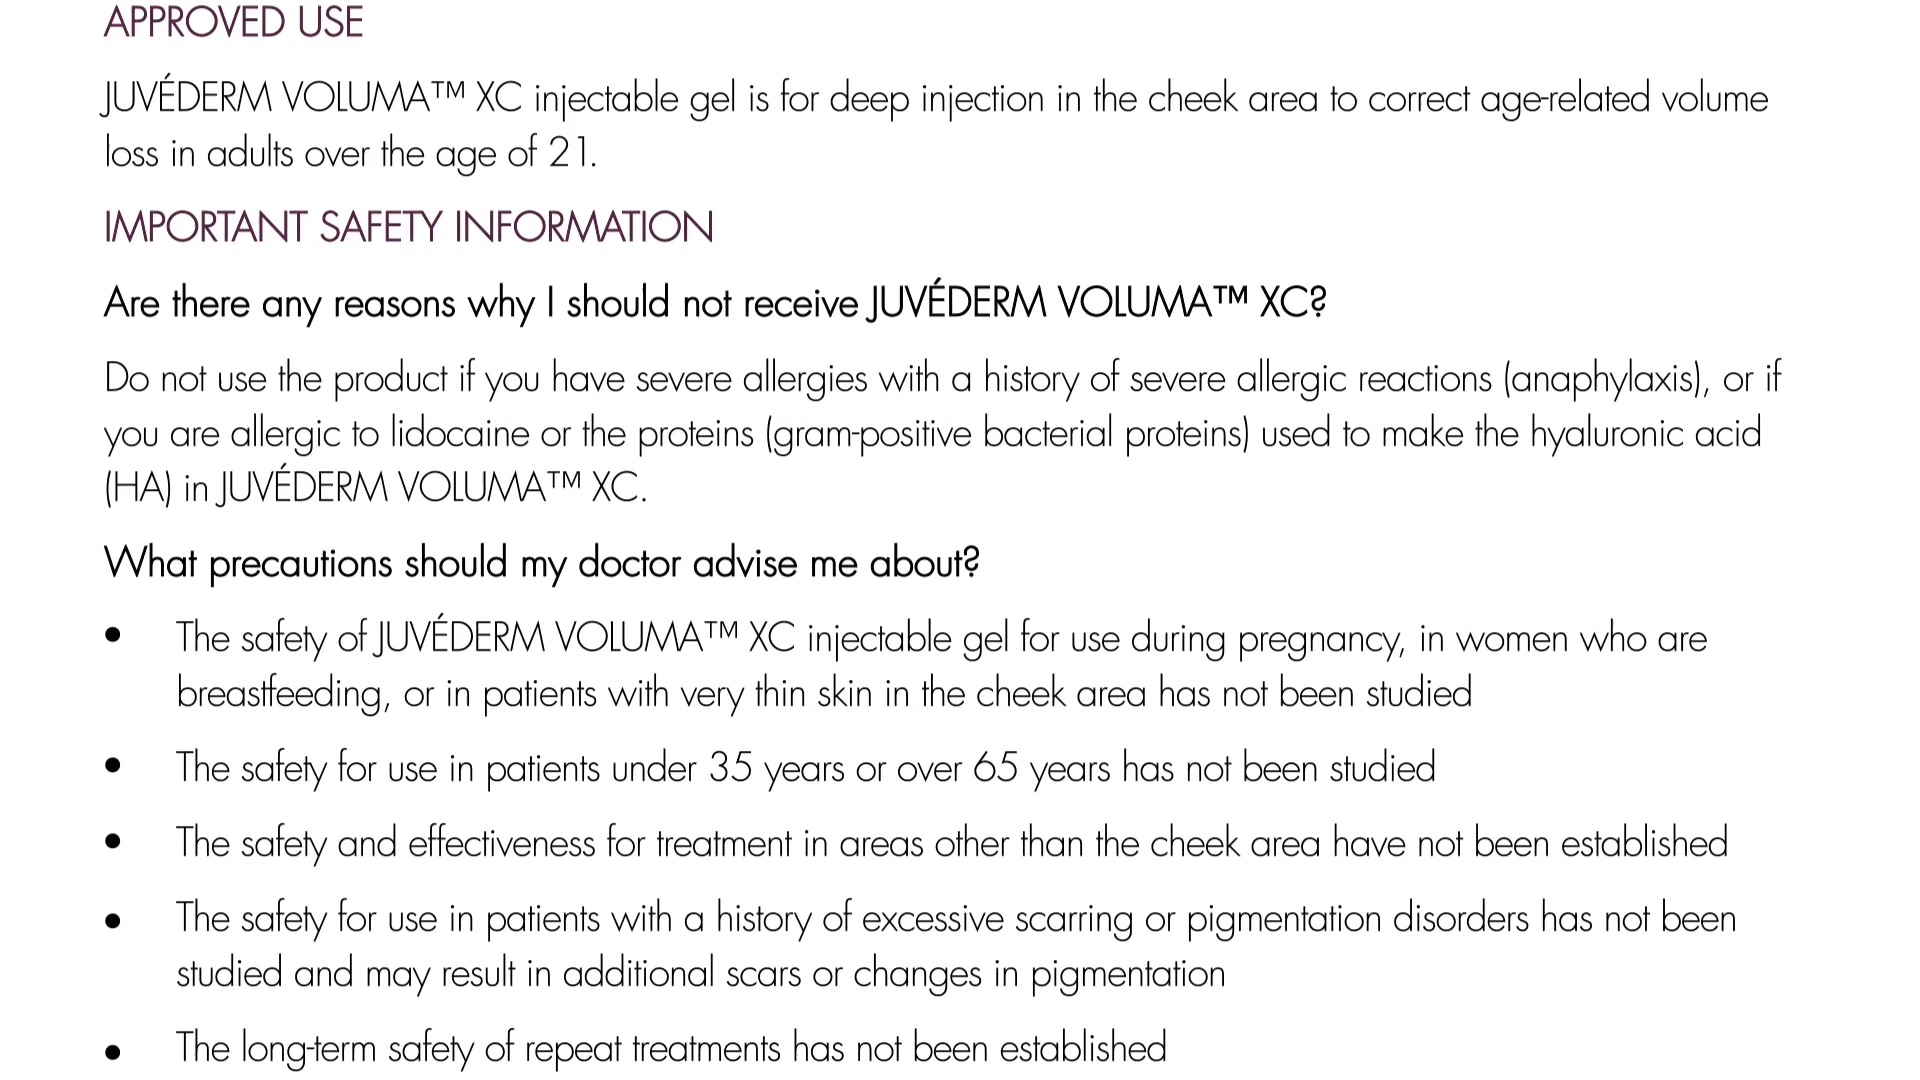 APPROVED USE
JUVÉDERM VOLUMA™ XC injectable gel is for deep injection in the cheek area to correct age-related volume
loss in adults over the age of 21.
IMPORTANT SAFETY INFORMATION
Are there any reasons why I should not receive JUVÉDERM VOLUMA™ XC?
Do not use the product if you have severe allergies with a history of severe allergic reactions (anaphylaxis), or if
you are allergic to lidocaine or the proteins (gram-positive bacterial proteins) used to make the hyaluronic acid
(HA) in JUVÉDERM VOLUMA™ XC.
What precautions should my doctor advise me about?
• The safety of JUVÉDERM VOLUMA™ XC injectable gel for use during pregnancy, in women who are
breastfeeding, or in patients with very thin skin in the cheek area has not been studied
• The safety for use in patients under 35 years or over 65 years has not been studied
• The safety and effectiveness for treatment in areas other than the cheek area have not been established
• The safety for use in patients with a history of excessive scarring or pigmentation disorders has not been
studied and may result in additional scars or changes in pigmentation
• The long-term safety of repeat treatments has not been established